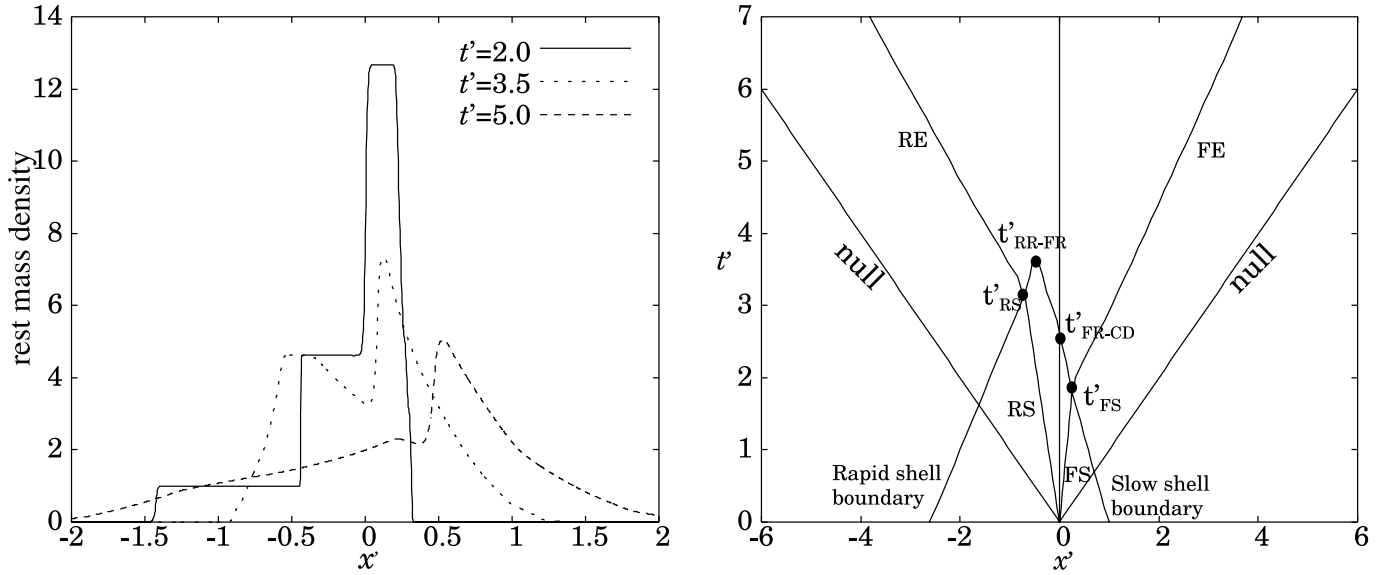 14
12
10
8
6
4
2
0
rest mass density
t'=2.0
t'=3.5
t'=5.0
-2 -1.5 -1 -0.5 0 0.5 1 1.5 2
x'
7
6
5
4
3
2
1
0
t'
RE
FE
null
null
t'RR-FR
t'RS
t'FR-CD
t'FS
RS
FS
Rapid shell
boundary
Slow shell
boundary
-6 -4 -2 0 2 4 6
x'